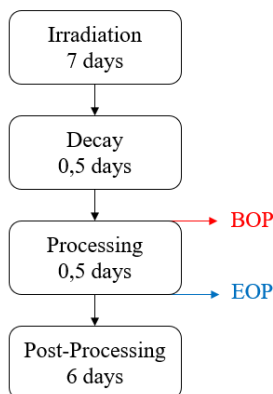 Irradiation
7 days
Decay
0,5 days
BOP
Processing
0,5 days
EOP
Post-Processing
6 days